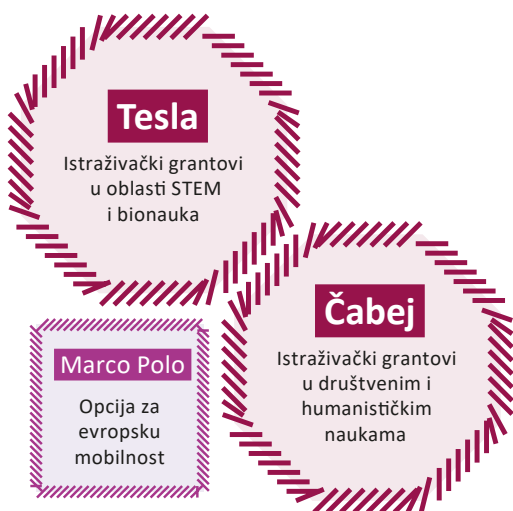 Tesla
Istraživački grantovi
u oblasti STEM
i bionauka
Čabej
Istraživački grantovi
u društvenim i
humanističkim
naukama
Marco Polo
Opcija za
evropsku
mobilnost